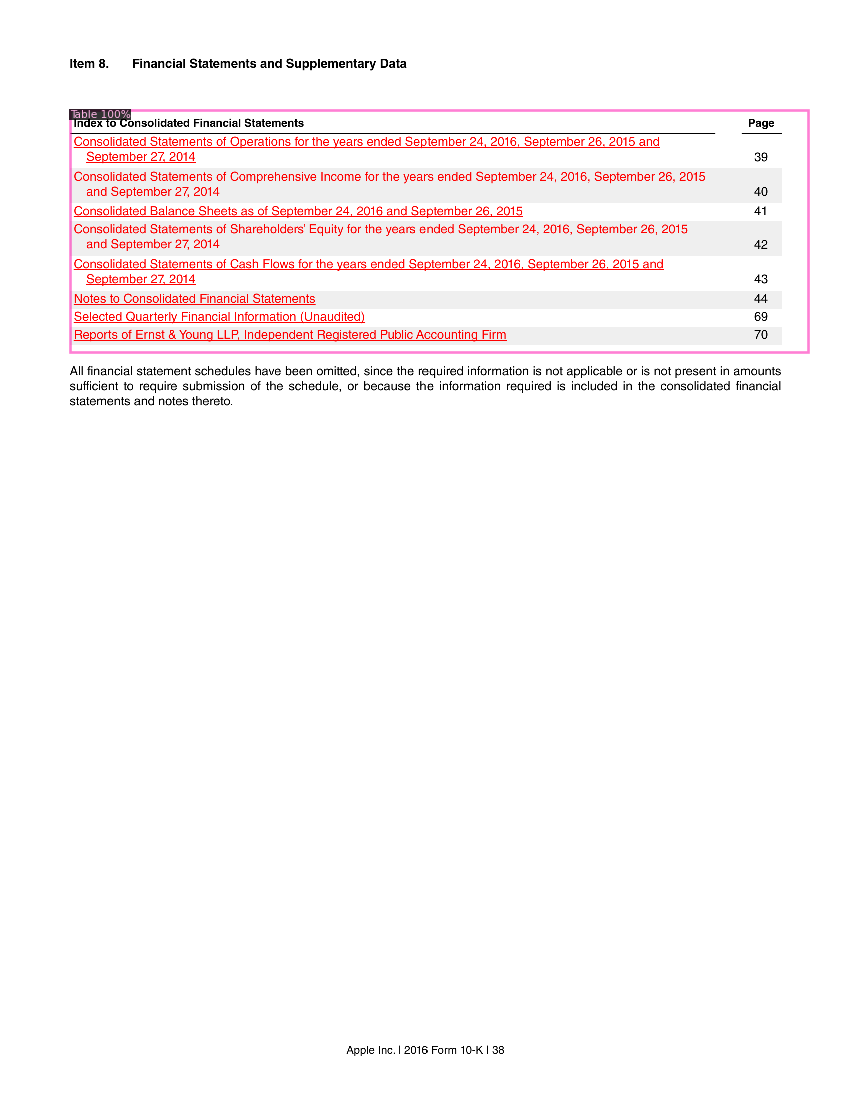 Item 8. Financial Statements and Supplementary Data
Table 100%
Index to Consolidated Financial Statements Page
Consolidated Statements of Operations for the years ended September 24, 2016, September 26, 2015 and
September 27, 2014 39
Consolidated Statements of Comprehensive Income for the years ended September 24, 2016, September 26, 2015
and September 27, 2014 40
Consolidated Balance Sheets as of September 24, 2016 and September 26, 2015 41
Consolidated Statements of Shareholders' Equity for the years ended September 24, 2016, September 26, 2015
and September 27, 2014 42
Consolidated Statements of Cash Flows for the years ended September 24, 2016, September 26. 2015 and
September 27, 2014 43
Notes to Consolidated Financial Statements 44
Selected Quarterly Financial Information (Unaudited) 69
Reports of Ernst & Young LLP, Independent Registered Public Accounting Firm 70
All financial statement schedules have been omitted, since the required information is not applicable or is not present in amounts
sufficient to require submission of the schedule, or because the information required is included in the consolidated financial
statements and notes thereto.
Apple Inc. | 2016 Form 10-K | 38